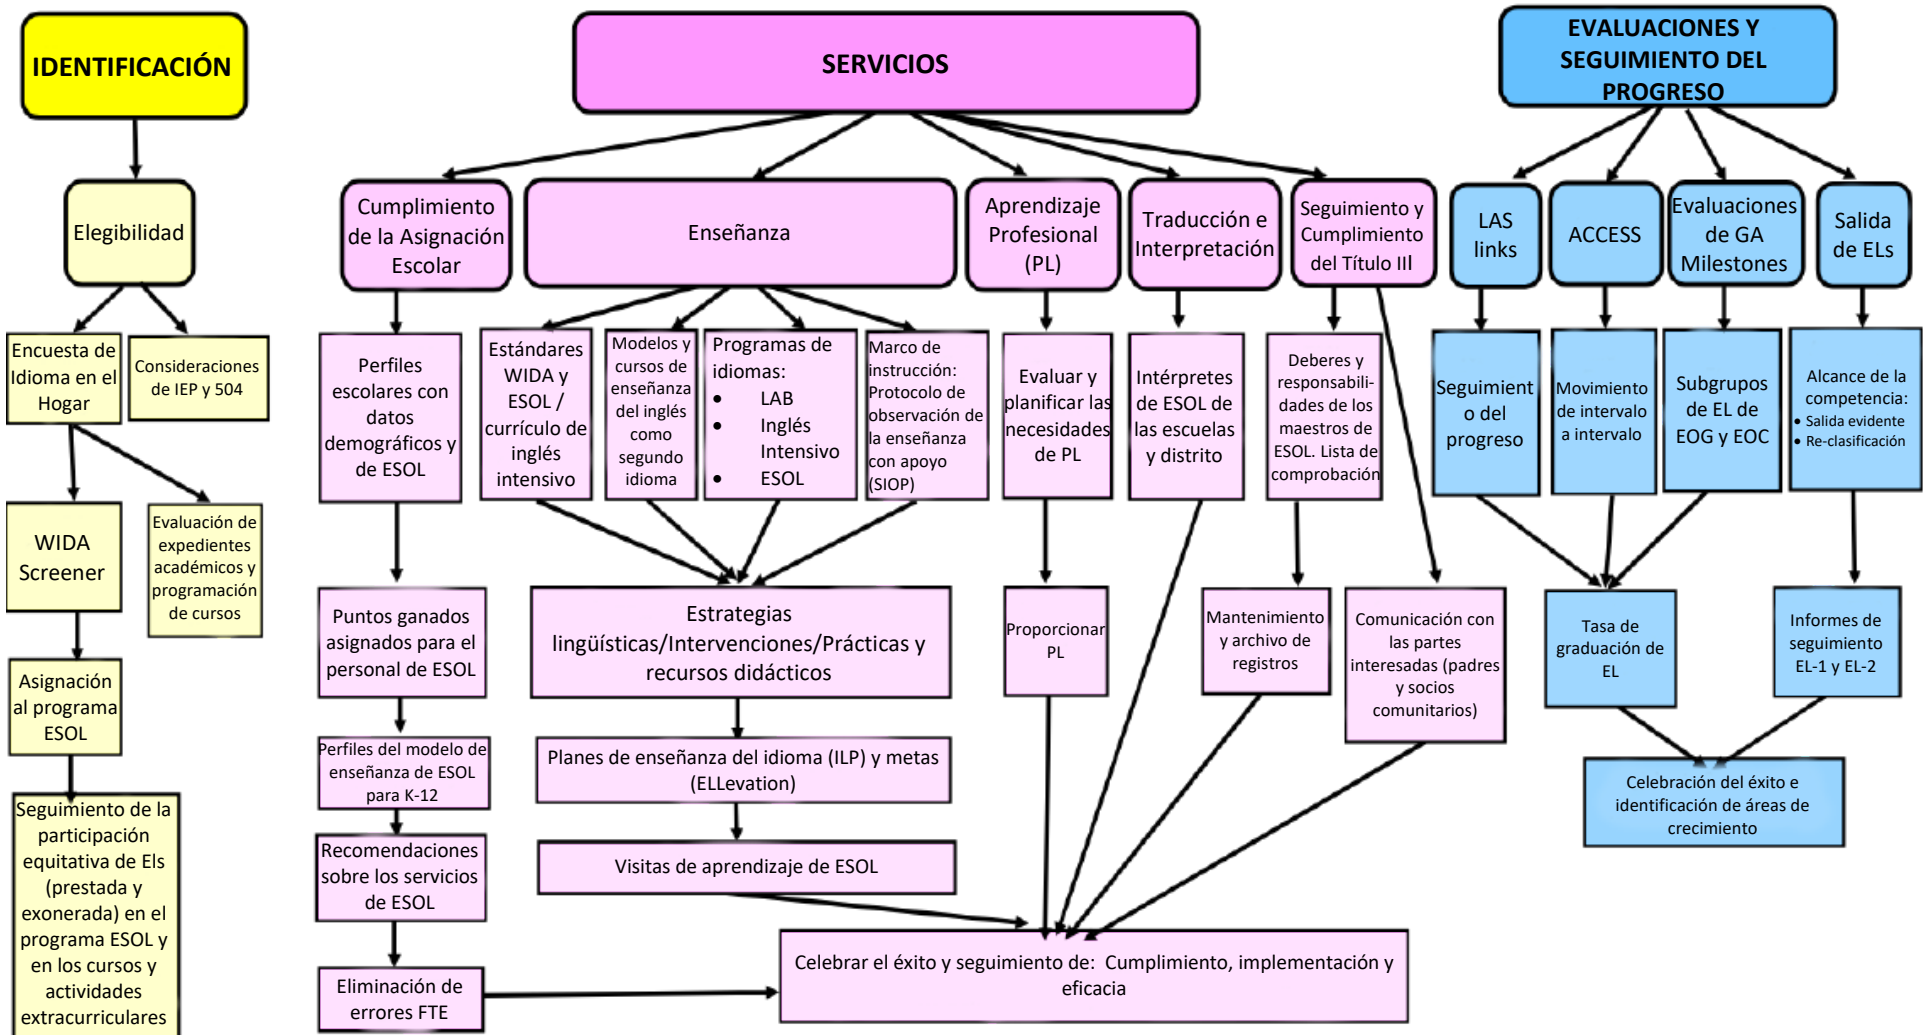 IDENTIFICACIÓN
Elegibilidad
Encuesta de
Idioma en el
Hogar
Consideraciones
de IEP y 504
WIDA
Screener
Evaluación de
expedientes
académicos y
programación
de cursos
Asignación
al programa
ESOL
Seguimiento de la
participación
equitativa de Els
(prestada y
exonerada) en el
programa ESOL y
en los cursos y
actividades
extracurriculares
SERVICIOS
Cumplimiento
de la Asignación
Escolar
Enseñanza
Aprendizaje
Profesional
(PL)
Traducción e
Interpretación
Seguimiento y
Cumplimiento
del Título III
Perfiles
escolares con
datos
demográficos y
de ESOL
Estándares
WIDA y
ESOL /
currículo de
inglés
intensivo
Modelos y
cursos de
enseñanza
del inglés
como
segundo
idioma
Programas de
idiomas:
• LAB
• Inglés
Intensivo
• ESOL
Marco de
instrucción:
Protocolo de
observación de
la enseñanza
con apoyo
(SIOP)
Evaluar y
planificar las
necesidades
de PL
Intérpretes
de ESOL de
las escuelas
y distrito
Deberes y
responsabili-
dades de los
maestros de
ESOL. Lista de
comprobación
Puntos ganados
asignados para el
personal de ESOL
Estrategias
lingüísticas/Intervenciones/Prácticas y
recursos didácticos
Proporcionar
PL
Mantenimiento
y archivo de
registros
Comunicación con
las partes
interesadas (padres
y socios
comunitarios)
Perfiles del modelo de
enseñanza de ESOL
para K-12
Planes de enseñanza del idioma (ILP) y metas
(ELLevation)
Recomendaciones
sobre los servicios
de ESOL
Visitas de aprendizaje de ESOL
Eliminación de
errores FTE
Celebrar el éxito y seguimiento de: Cumplimiento, implementación y
eficacia
EVALUACIONES Y
SEGUIMIENTO DEL
PROGRESO
LAS
links
ACCESS
Evaluaciones
de GA
Milestones
Salida
de ELs
Seguimient
o del
progreso
Movimiento
de intervalo
a intervalo
Subgrupos
de EL de
EOG y EOC
Alcance de la
competencia:
• Salida evidente
• Re-clasificación
Tasa de
graduación de
EL
Informes de
seguimiento
EL-1 y EL-2
Celebración del éxito e
identificación de áreas de
crecimiento